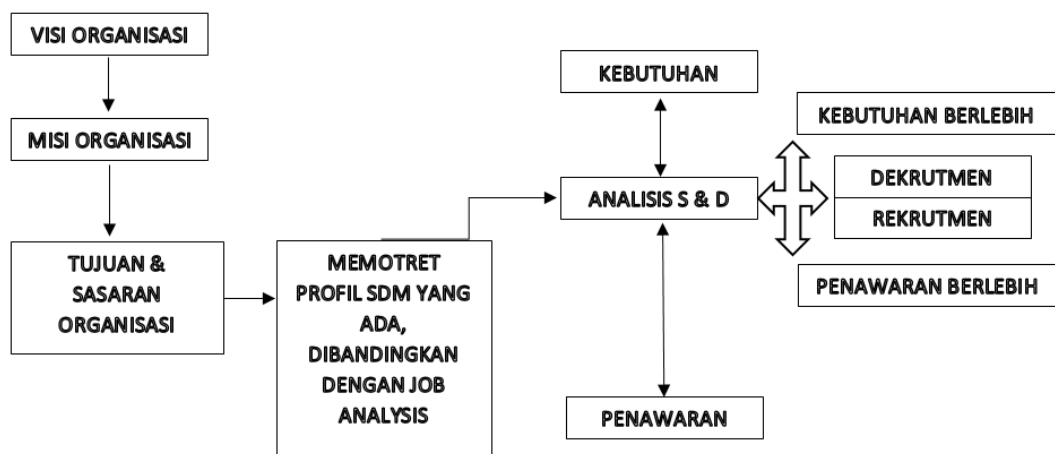 VISI ORGANISASI
MISI ORGANISASI
TUJUAN &
SASARAN
ORGANISASI
MEMOTRET
PROFIL SDM YANG
ADA,
DIBANDINGKAN
DENGAN JOB
ANALYSIS
KEBUTUHAN
ANALISIS S & D
PENAWARAN
KEBUTUHAN BERLEBIH
DEKRUTMEN
REKRUTMEN
PENAWARAN BERLEBIH